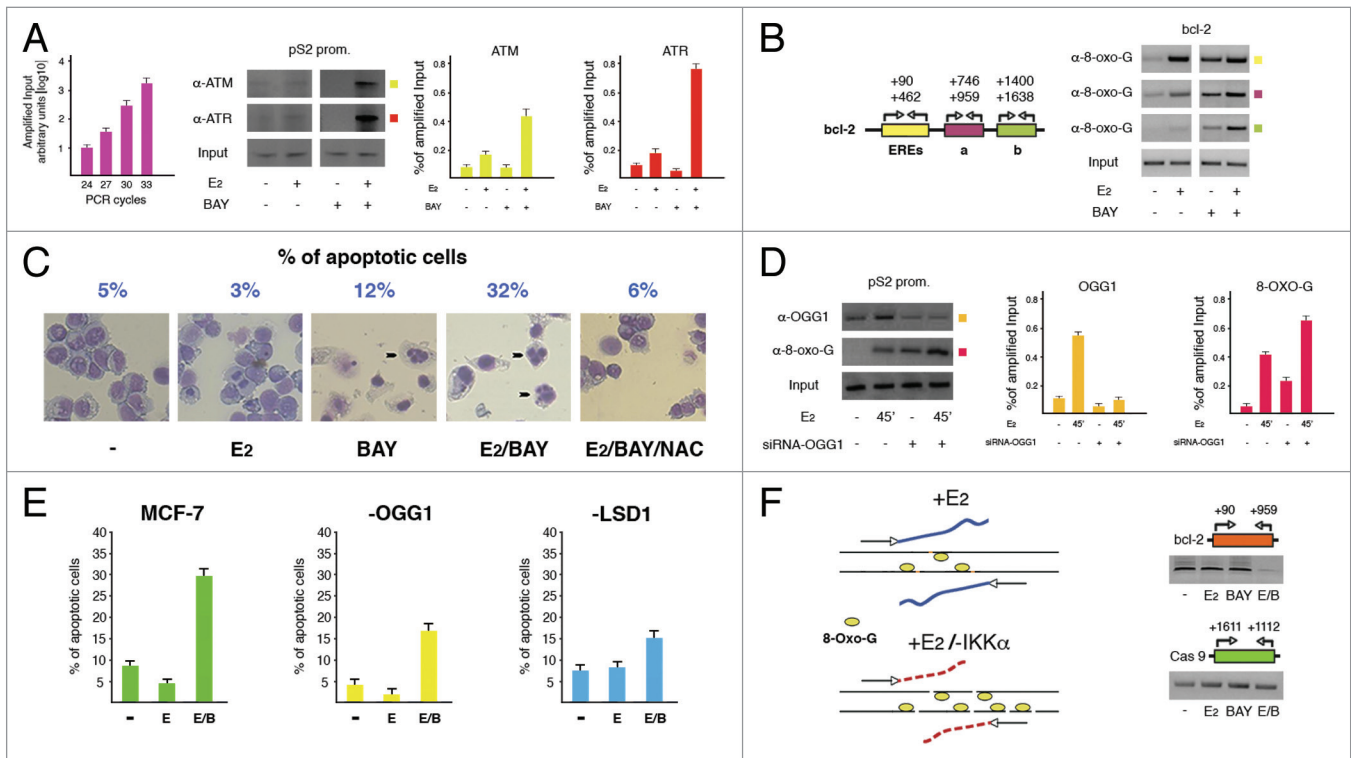 A
Amplified Input
arbitrary units |log10|
4
3
2
1
24 27 30 33
PCR cycles
pS2 prom.
α-ATM
α-ATR
Input
E2 - + - +
BAY + +
ATM
%of amplified Input
0.8
0.6
0.4
0.2
E2 - + - +
BAY - - + +
ATR
%of amplified Input
0.8
0.6
0.4
0.2
E2 - + - +
BAY - - + +
B
+90 +746 +1400
+462 +959 +1638
bcl-2
EREs a b
bcl-2
α-8-oxo-G
α-8-oxo-G
α-8-oxo-G
Input
E2 - + - +
BAY - - + +
C
% of apoptotic cells
5% 3% 12% 32% 6%
- E2 BAY E2/BAY E2/BAY/NAC
D
pS2 prom.
α-OGG1
α-8-oxo-G
Input
E2 - 45' - 45'
siRNA-OGG1 - - + +
OGG1
%of amplified Input
0.8
0.6
0.4
0.2
E2 - 45' - 45'
siRNA-OGG1 - - + +
8-OXO-G
%of amplified Input
0.8
0.6
0.4
0.2
E2 - 45' - 45'
siRNA-OGG1 - - + +
E
MCF-7
% of apoptotic cells
40
35
30
25
20
15
10
5
- E E/B
-OGG1
% of apoptotic cells
40
35
30
25
20
15
10
5
- E E/B
-LSD1
% of apoptotic cells
40
35
30
25
20
15
10
5
- E E/B
F
+E2
8-Oxo-G
+E2 /-IKKα
+90 +959
bcl-2
- E2 BAY E/B
+1611 +1112
Cas 9
- E2 BAY E/B